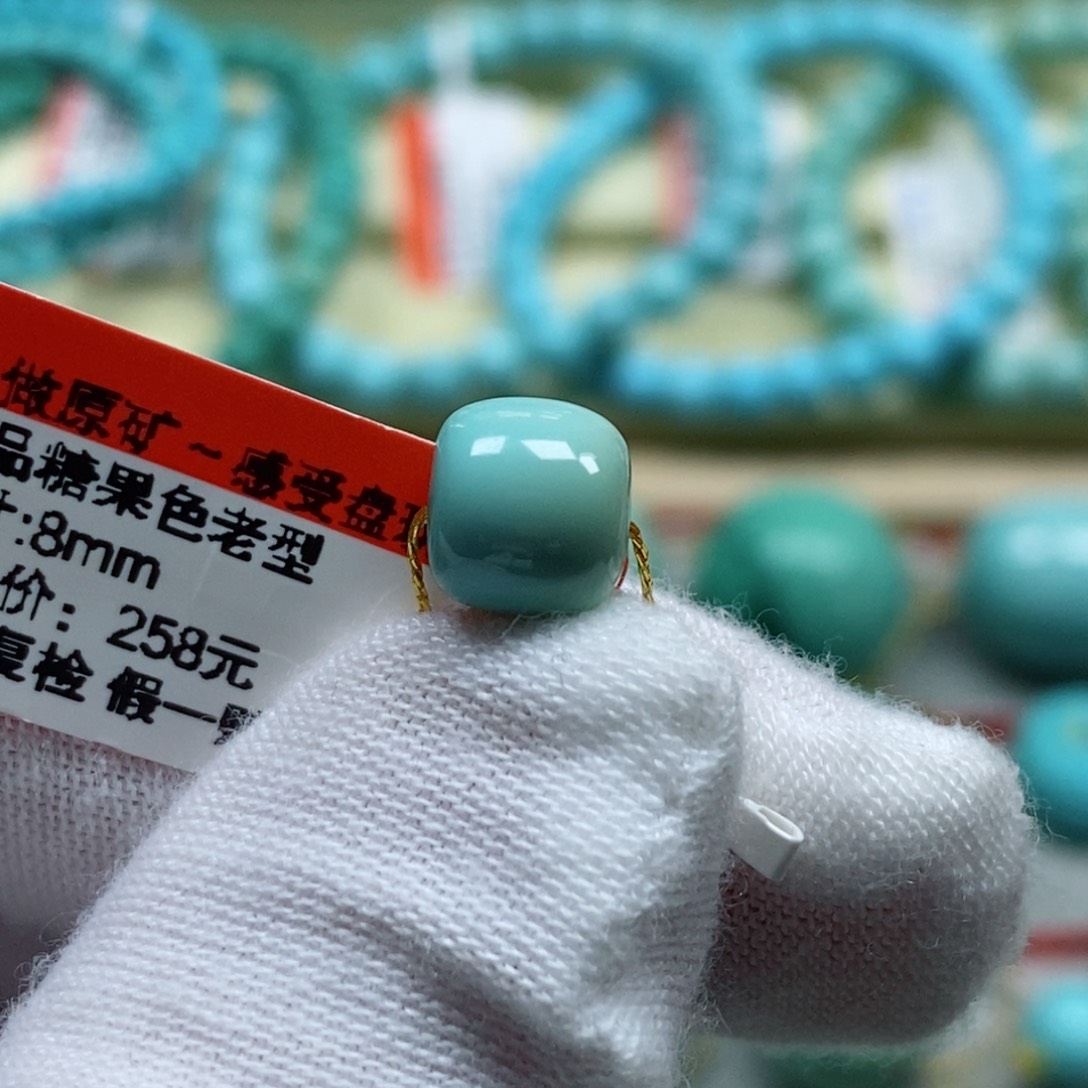 做原矿~感受盘
品糖果色老型
:8mm
价：258元
复检 假一